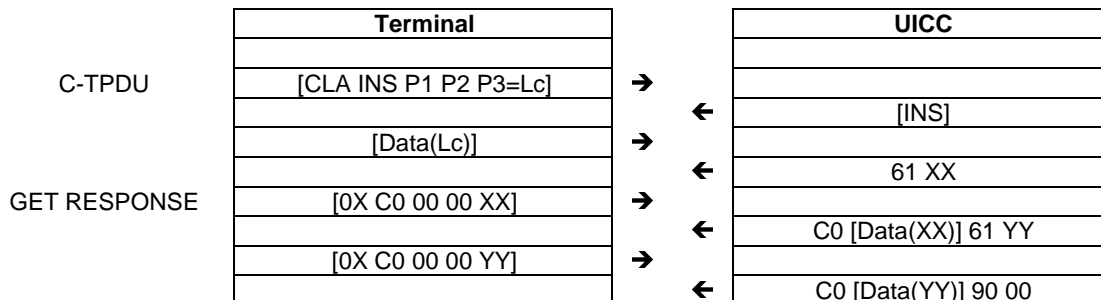 Terminal UICC
C-TPDU [CLA INS P1 P2 P3=Lc] →
← [INS]
[Data(Lc)] →
← 61 XX
GET RESPONSE [0X C0 00 00 XX] →
← C0 [Data(XX)] 61 YY
[0X C0 00 00 YY] →
← C0 [Data(YY)] 90 00